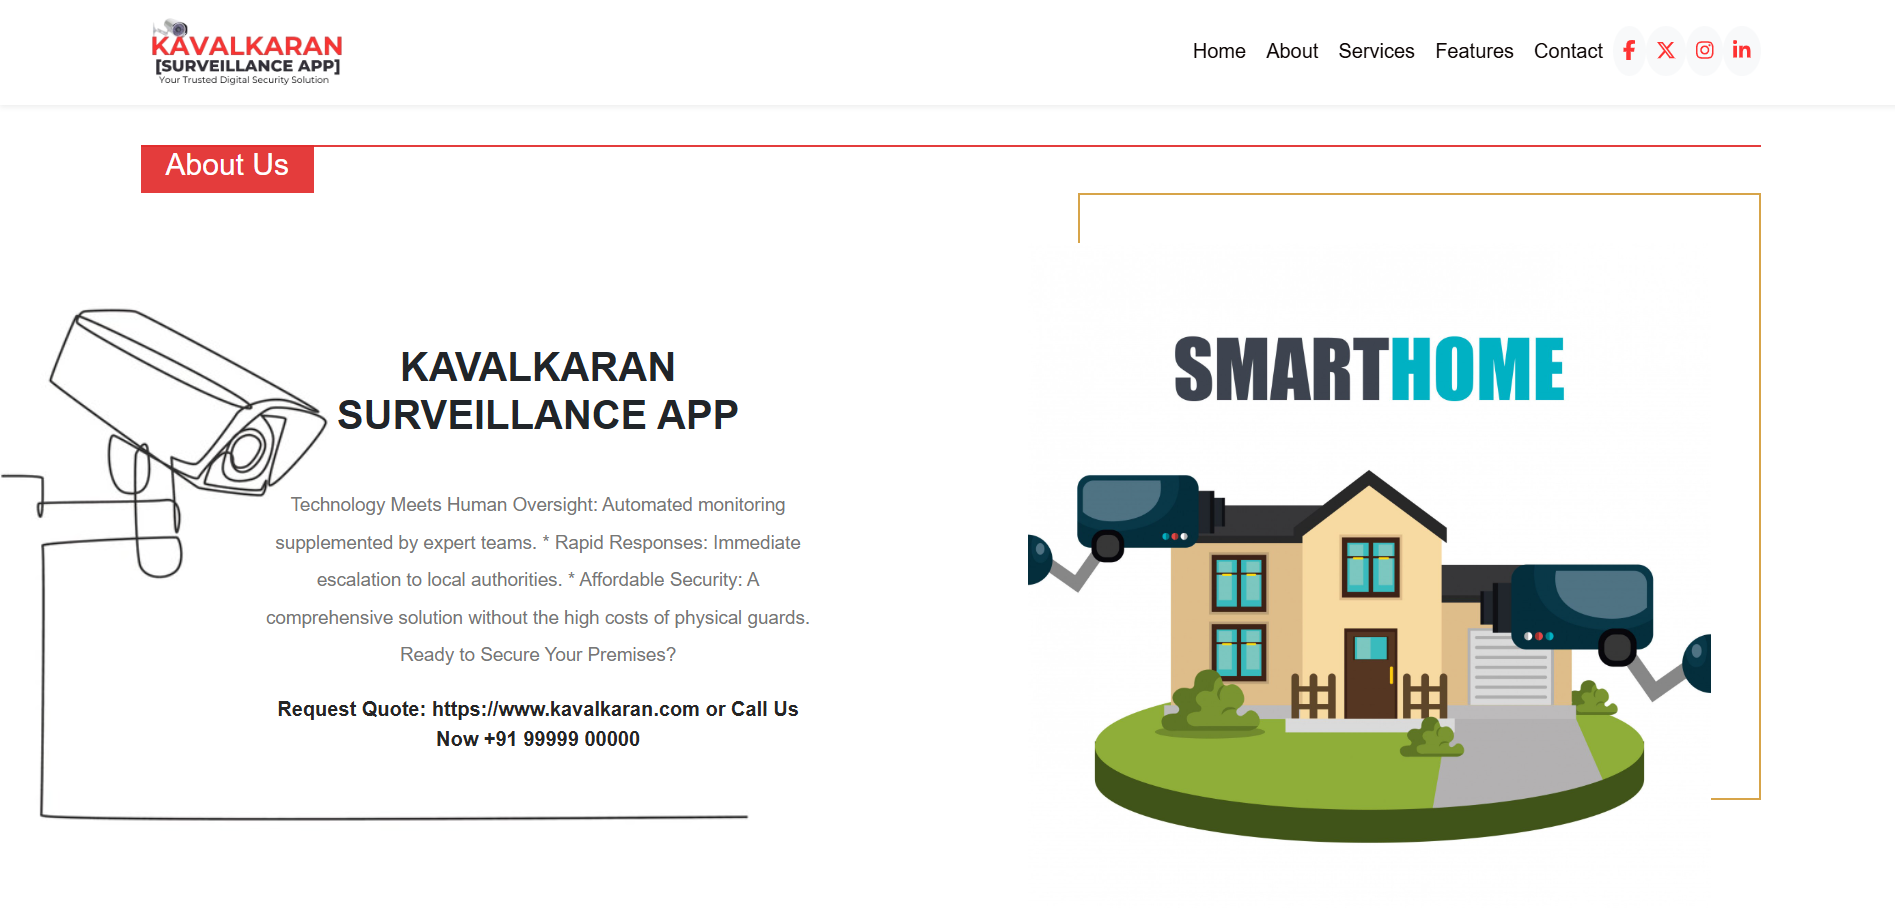 KAVALKARAN
[SURVEILLANCE APP]
Your Trusted Digital Security Solution
Home About Services Features Contact
About Us
KAVALKARAN
SURVEILLANCE APP
Technology Meets Human Oversight: Automated monitoring
supplemented by expert teams. * Rapid Responses: Immediate
escalation to local authorities. * Affordable Security: A
comprehensive solution without the high costs of physical guards.
Ready to Secure Your Premises?
Request Quote: https://www.kavalkaran.com or Call Us
Now +91 99999 00000
SMARTHOME